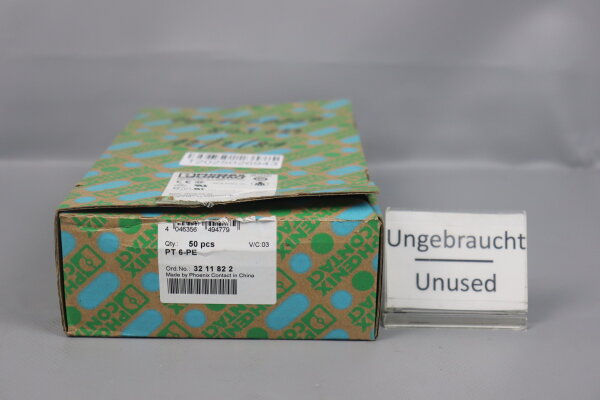 12025026943
4 046356 494779
Qty.: 50 pcs V/C:03
PT 6-PE
Ord.No.: 32 11 82 2
Made by Phoenix Contact in China
PHOENIX
CONTACT
Ungebraucht
Unused